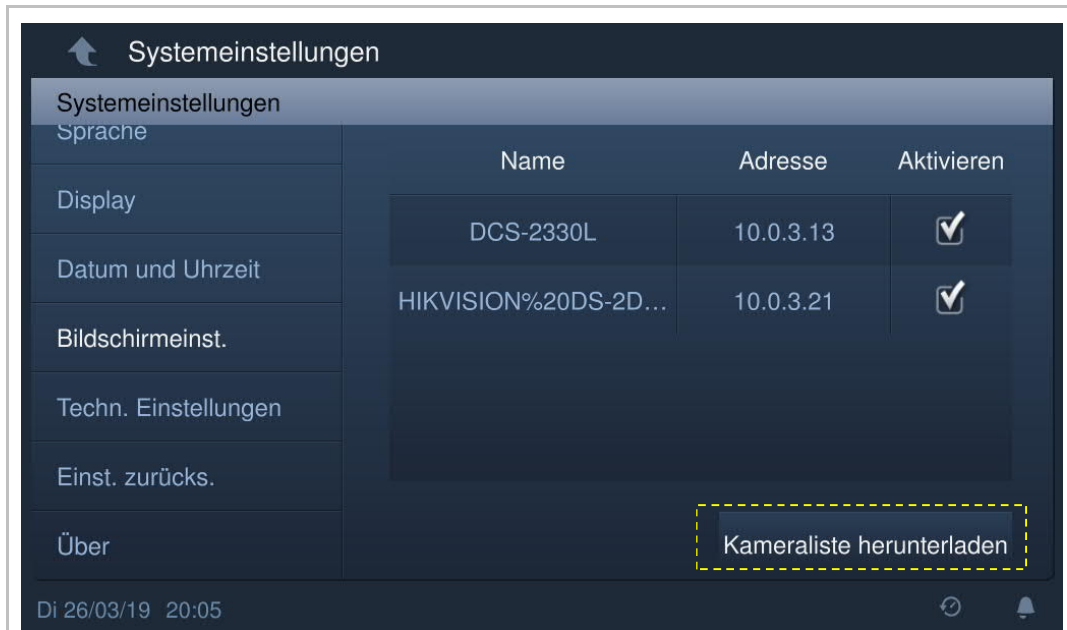 Systemeinstellungen
Systemeinstellungen
Sprache
Display
Datum und Uhrzeit
Bildschirmeinst.
Techn. Einstellungen
Einst. zurücks.
Über
Name Adresse Aktivieren
DCS-2330L 10.0.3.13
HIKVISION%20DS-2D... 10.0.3.21
Kameraliste herunterladen
Di 26/03/19 20:05